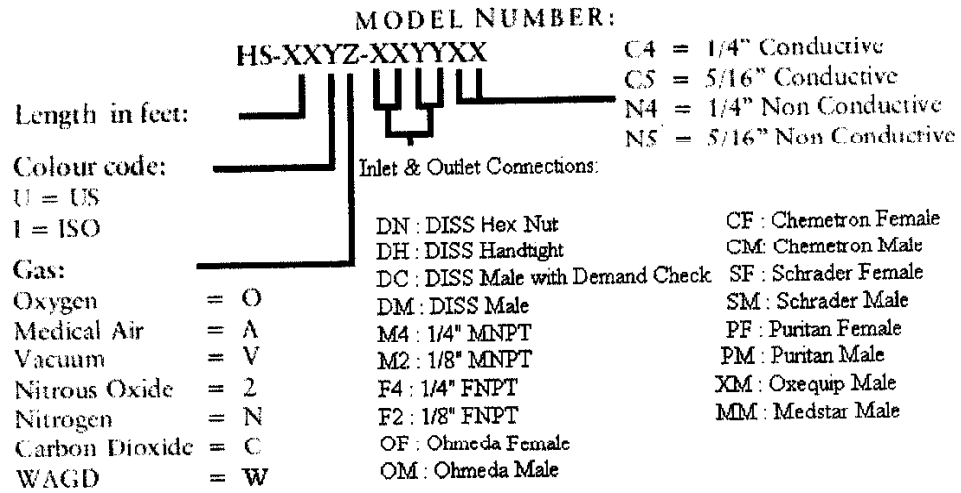 MODEL NUMBER:
HS-XXYZ-XXYYXX
C4 = 1/4" Conductive
C5 = 5/16" Conductive
N4 = 1/4" Non Conductive
N5 = 5/16" Non Conductive
Length in feet:
Colour code:
U = US
I = ISO
Gas:
Oxygen = O
Medical Air = A
Vacuum = V
Nitrous Oxide = 2
Nitrogen = N
Carbon Dioxide = C
WAGD = W
Inlet & Outlet Connections:
DN : DISS Hex Nut
DH : DISS Handtight
DC : DISS Male with Demand Check
DM : DISS Male
M4 : 1/4" MNPT
M2 : 1/8" MNPT
F4 : 1/4" FNPT
F2 : 1/8" FNPT
OF : Ohmeda Female
OM : Ohmeda Male
CF : Chemetron Female
CM: Chemetron Male
SF : Schrader Female
SM : Schrader Male
PF : Puritan Female
PM : Puritan Male
XM : Oxequip Male
MM : Medstar Male